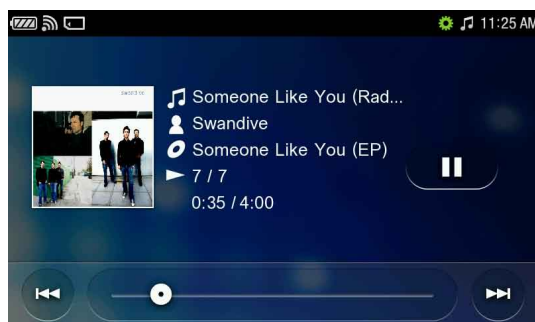 11:25 AM
Someone Like You (Rad...
Swandive
Someone Like You (EP)
7 / 7
0:35 / 4:00